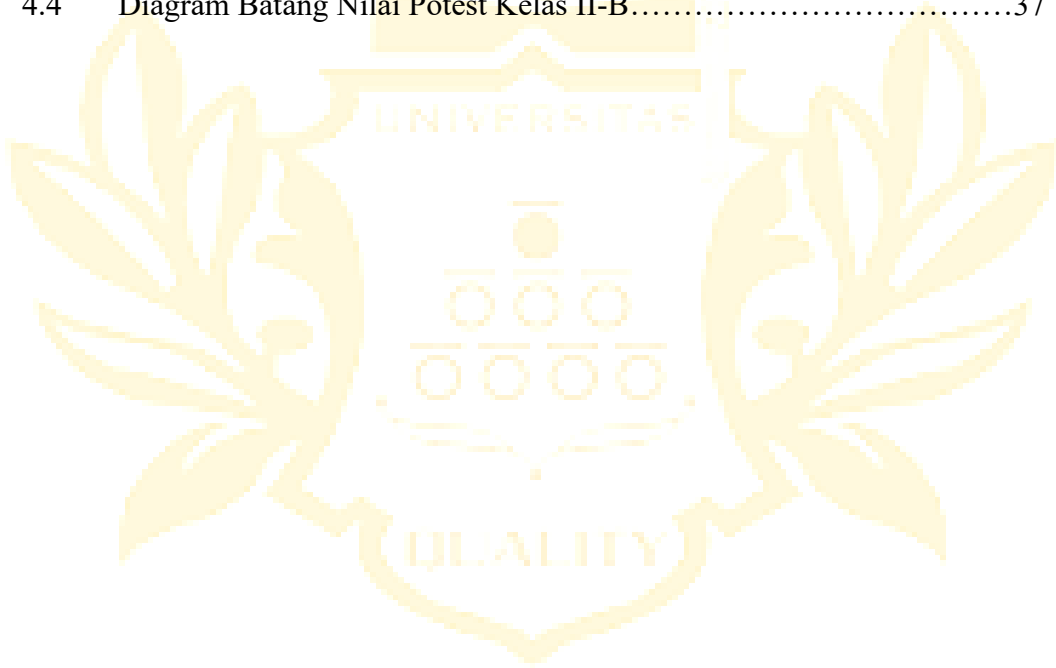 4.4 Diagram Batang Nilai Potest Kelas II-B……………………………….37
UNIVERSITAS
QUALITY